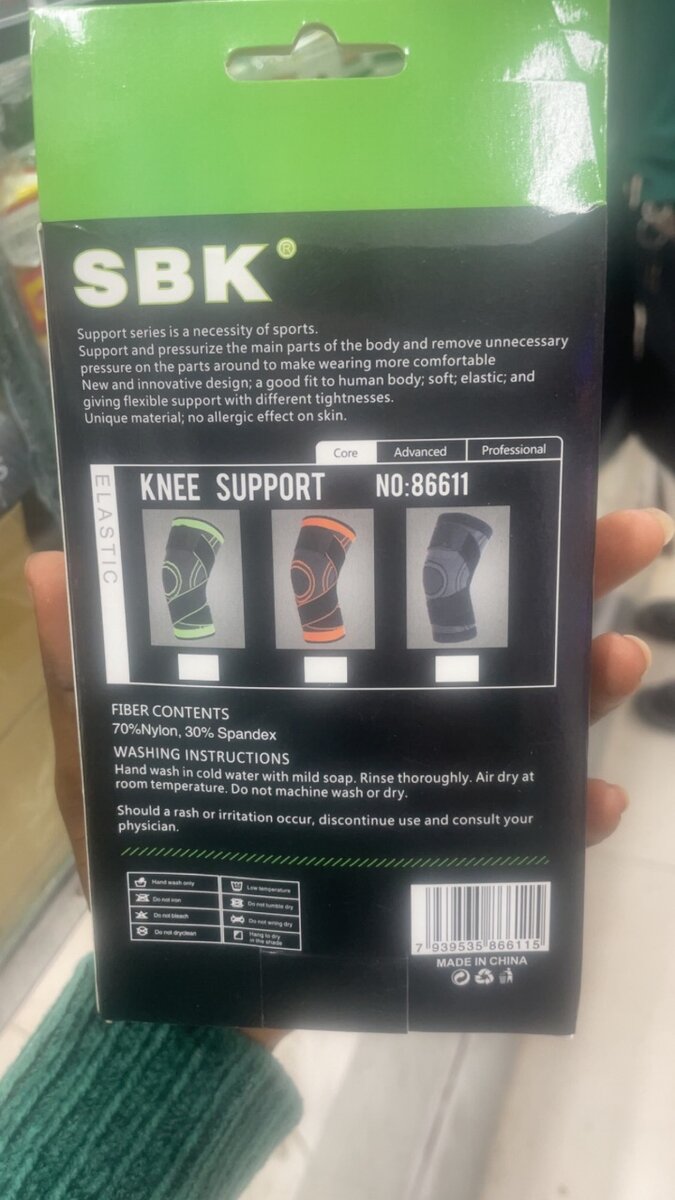 SBK®
Support series is a necessity of sports.
Support and pressurize the main parts of the body and remove unnecessary
pressure on the parts around to make wearing more comfortable
New and innovative design; a good fit to human body; soft; elastic; and
giving flexible support with different tightnesses.
Unique material; no allergic effect on skin.
Core Advanced Professional
ELASTIC
KNEE SUPPORT NO:86611
FIBER CONTENTS
70%Nylon, 30% Spandex
WASHING INSTRUCTIONS
Hand wash in cold water with mild soap. Rinse thoroughly. Air dry at
room temperature. Do not machine wash or dry.
Should a rash or irritation occur, discontinue use and consult your
physician.
Hand wash only
Do not iron
Do not bleach
Do not dryclean
Low temperature
Do not tumble dry
Do not wring dry
Hang to dry
in the shade
7 939535 866115
MADE IN CHINA